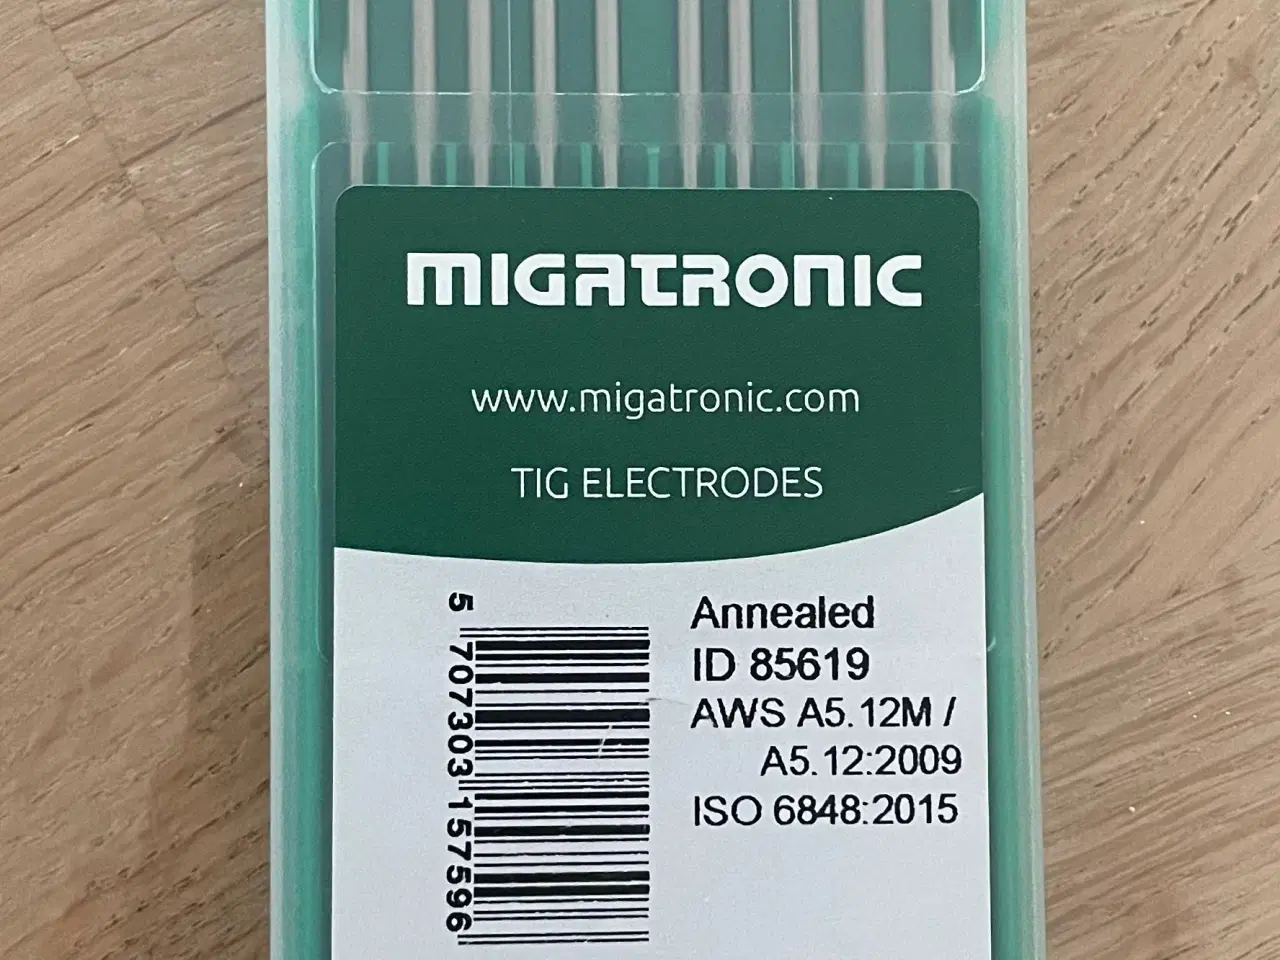 MIGATRONIC
www.migatronic.com
TIG ELECTRODES
Annealed
ID 85619
AWS A5.12M /
A5.12:2009
ISO 6848:2015
5 707303 157596